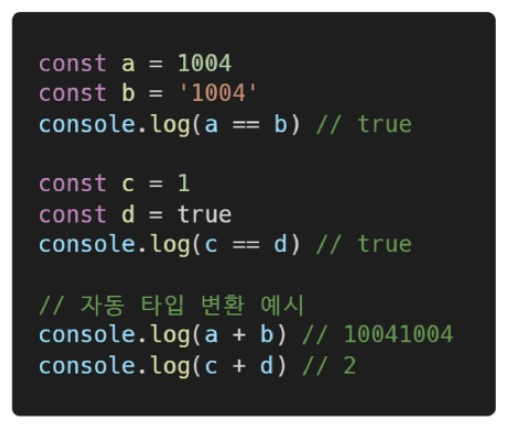 const a = 1004
const b = '1004'
console.log(a == b) // true
const c = 1
const d = true
console.log(c == d) // true
// 자동 타입 변환 예시
console.log(a + b) // 10041004
console.log(c + d) // 2